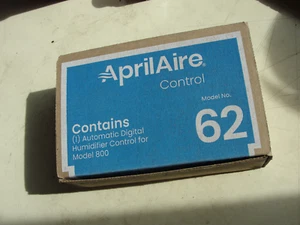 AprilAire®
Control
Model No.
62
Contains
(1) Automatic Digital
Humidifier Control for
Model 800